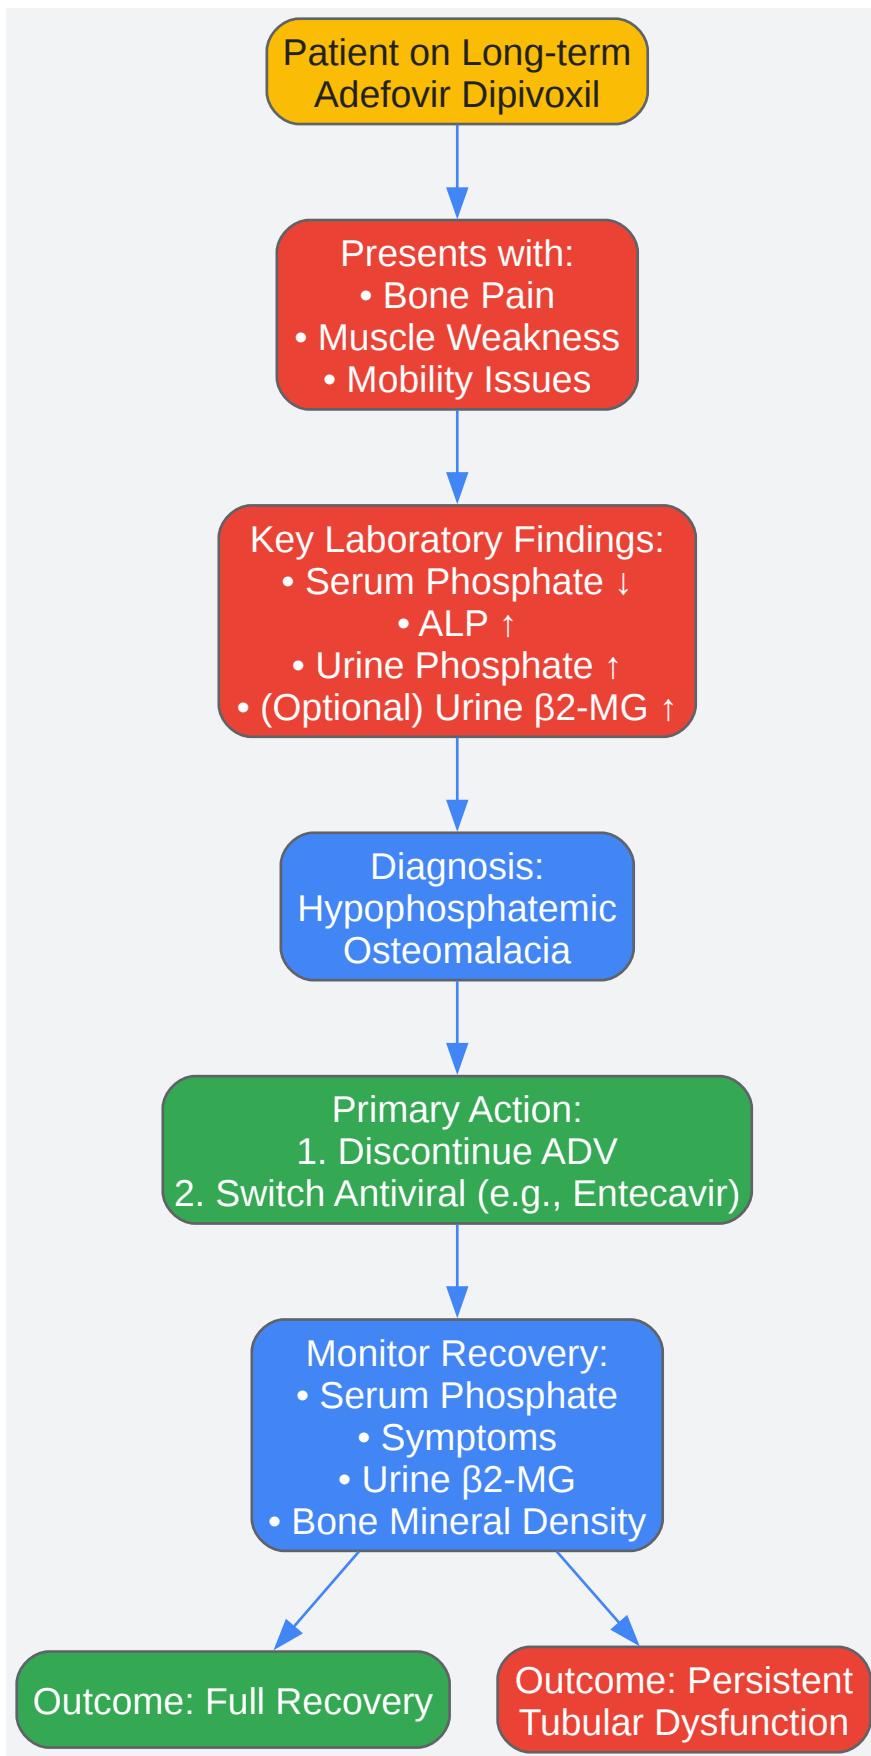 Patient on Long-term
Adefovir Dipivoxil
Presents with:
• Bone Pain
• Muscle Weakness
• Mobility Issues
Key Laboratory Findings:
• Serum Phosphate ↓
• ALP ↑
• Urine Phosphate ↑
• (Optional) Urine β2-MG ↑
Diagnosis:
Hypophosphatemic
Osteomalacia
Primary Action:
1. Discontinue ADV
2. Switch Antiviral (e.g., Entecavir)
Monitor Recovery:
• Serum Phosphate
• Symptoms
• Urine β2-MG
• Bone Mineral Density
Outcome: Full Recovery
Outcome: Persistent
Tubular Dysfunction